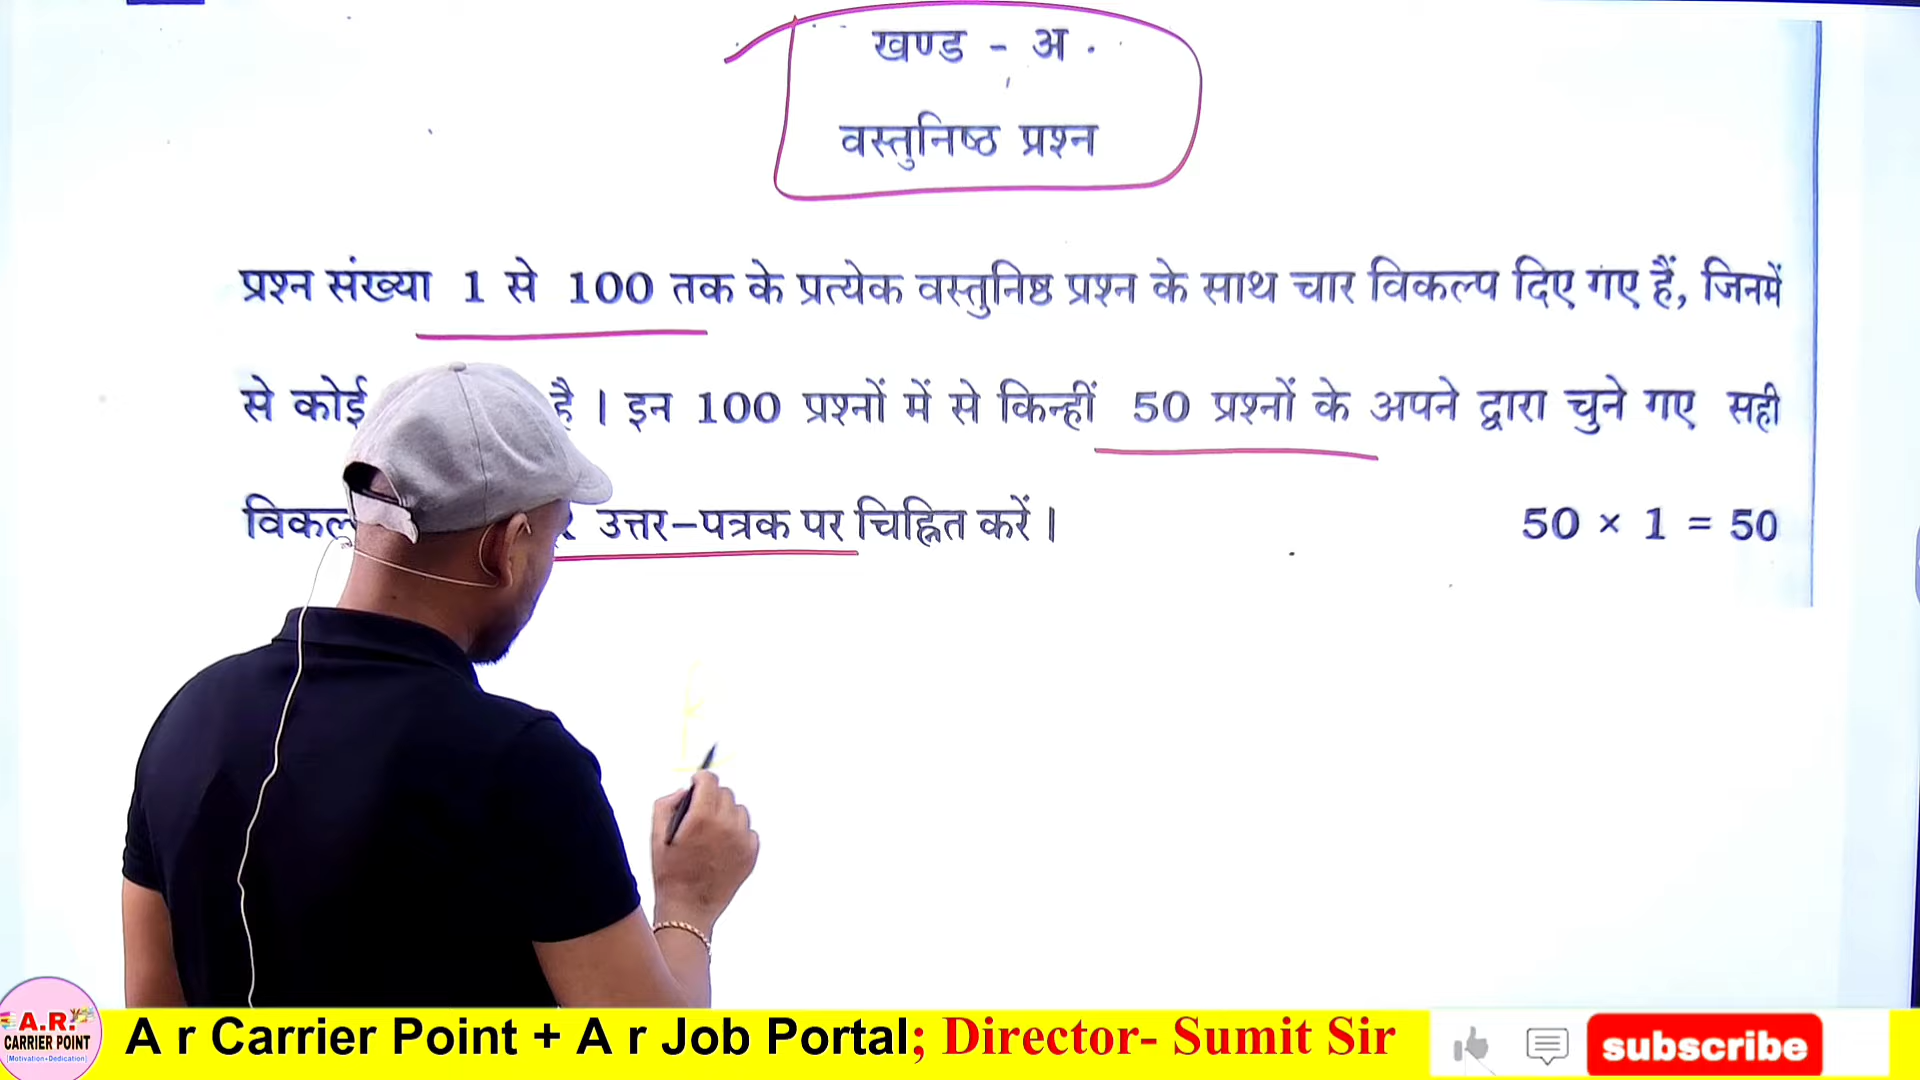 खण्ड - अ
वस्तुनिष्ठ प्रश्न
प्रश्न संख्या 1 से 100 तक के प्रत्येक वस्तुनिष्ठ प्रश्न के साथ चार विकल्प दिए गए हैं, जिनमें
से कोई है । इन 100 प्रश्नों में से किन्हीं 50 प्रश्नों के अपने द्वारा चुने गए सही
उत्तर-पत्रक पर चिह्नित करें । 50 × 1 = 50
A.R.
CARRIER POINT
[Motivation+Dedication]
A r Carrier Point + A r Job Portal; Director- Sumit Sir
subscribe